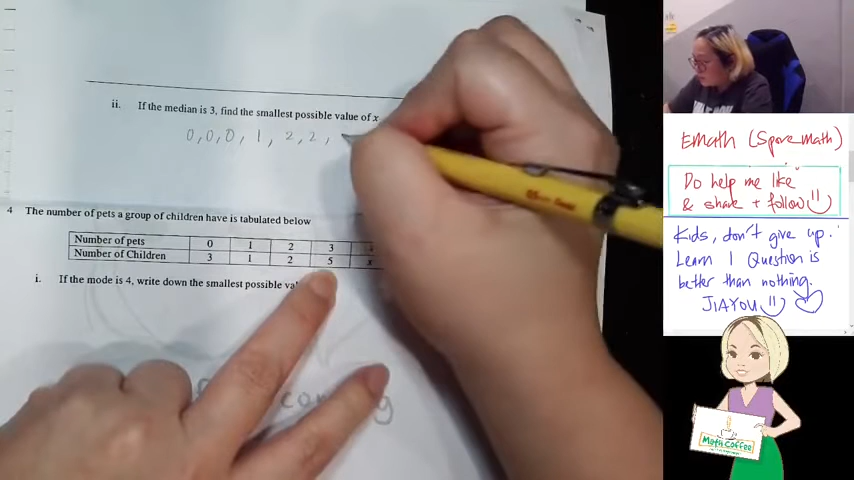 ii. If the median is 3, find the smallest possible value of x
0, 0, 0, 1, 2, 2,
4 The number of pets a group of children have is tabulated below
Number of pets 0 1 2 3
Number of Children 3 1 2 5 x
i. If the mode is 4, write down the smallest possible
Emath (Spore math)
Do help me like
& share + follow
Kids, don't give up.
Learn 1 Question is
better than nothing.
JIAYOU!!
Math Coffee